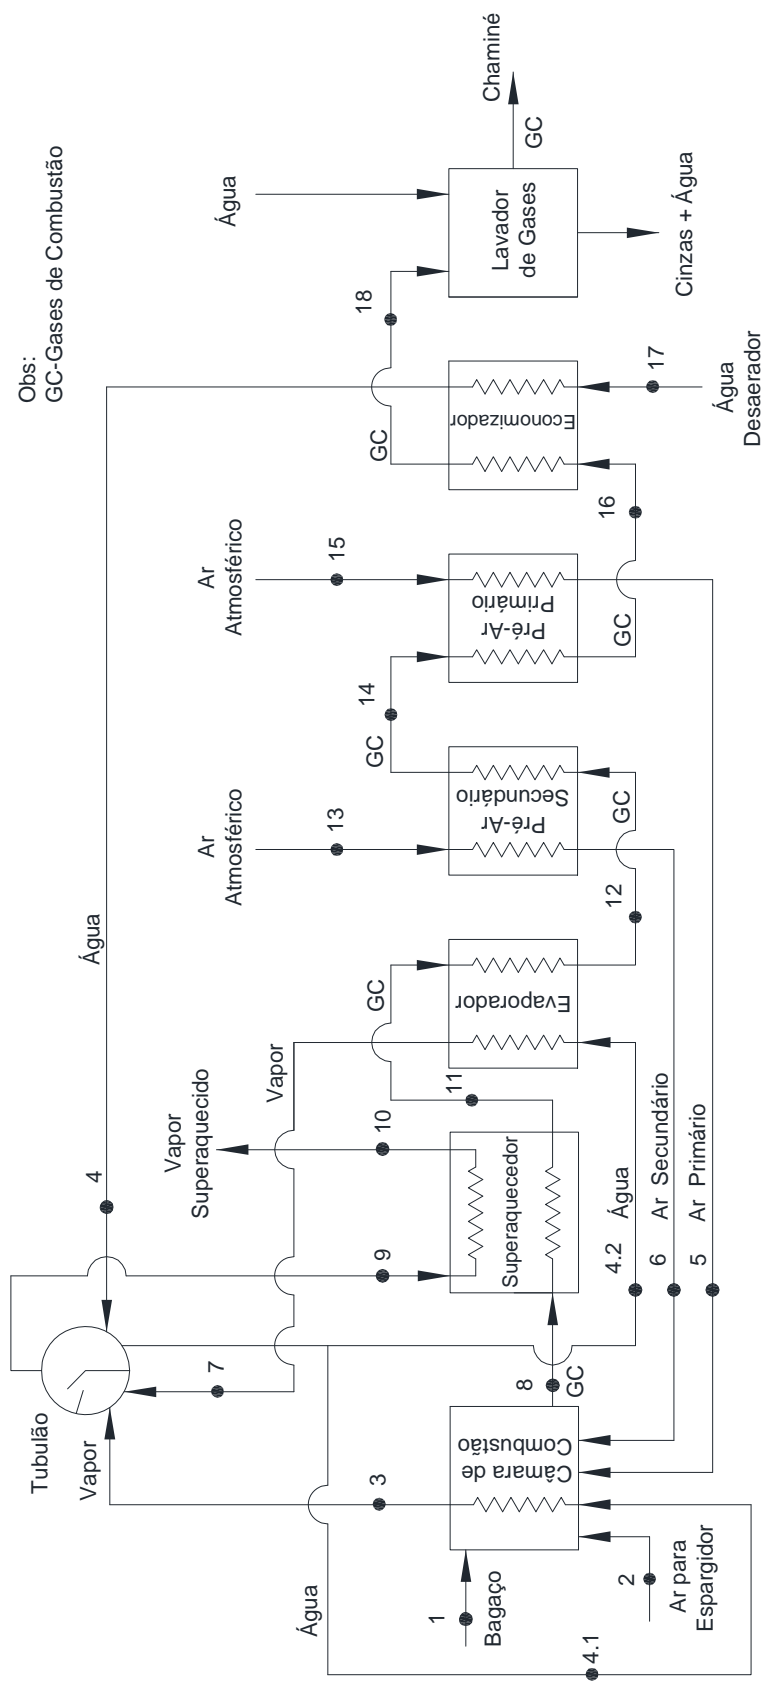 Obs:
GC-Gases de Combustão
Tubulão
Vapor
Água
4
Água
3
7
9
10
Vapor
Superaquecido
Vapor
1
Bagaço
2
Ar para
Espargidor
4.1
Câmara de
Combustão
8
GC
Superaquecedor
11
GC
Evaporador
4.2
Água
6
Ar Secundário
5
Ar Primário
12
GC
Ar
Atmosférico
13
Pré-Ar
Secundário
GC
14
Ar
Atmosférico
15
Pré-Ar
Primário
GC
16
GC
Economizador
17
Água
Desaerador
18
Água
Lavador
de Gases
GC
Chaminé
Cinzas + Água